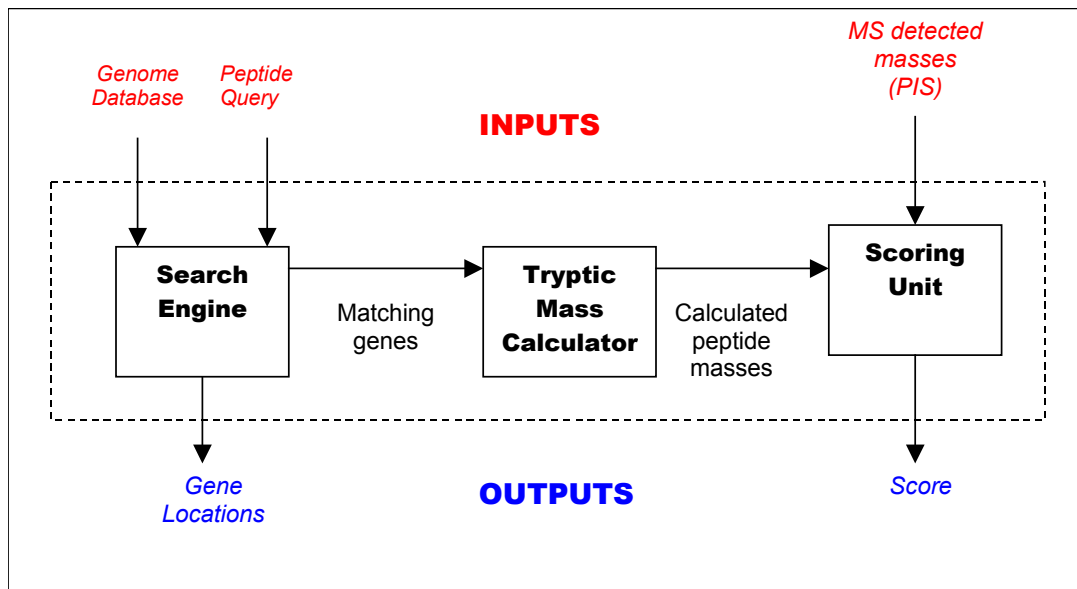 Genome
Database
Peptide
Query
MS detected
masses
(PIS)
INPUTS
Search
Engine
Matching
genes
Tryptic
Mass
Calculator
Calculated
peptide
masses
Scoring
Unit
Gene
Locations
OUTPUTS
Score